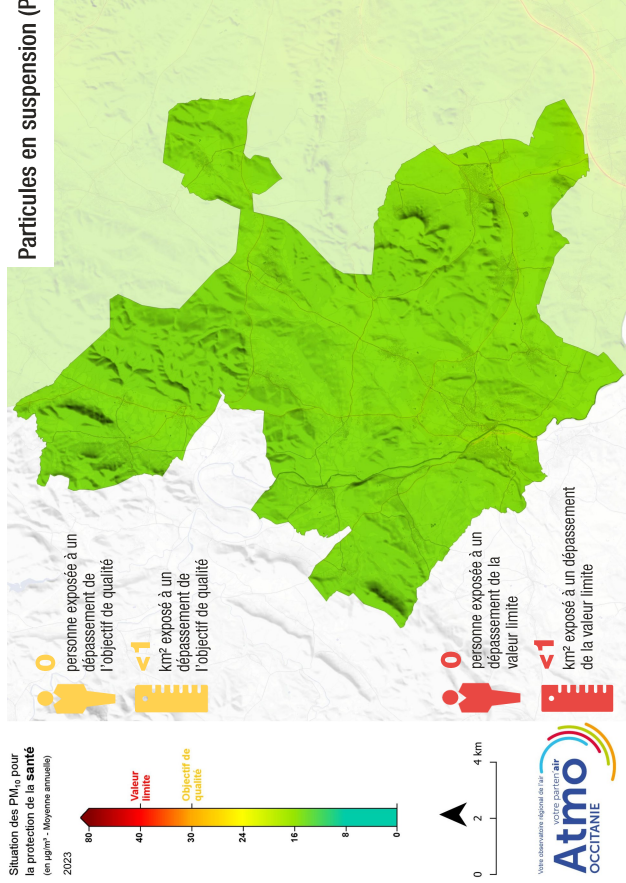 Particules en suspension (P
Situation des PM₁₀ pour
la protection de la santé
(en µg/m³ - Moyenne annuelle)
2023
80
40
30
24
16
8
0
Valeur
limite
Objectif de
qualité
0
personne exposée à un
dépassement de
l'objectif de qualité
<1
km² exposé à un
dépassement de
l'objectif de qualité
0
personne exposée à un
dépassement de la
valeur limite
<1
km² exposé à un dépassement
de la valeur limite
0
2
4 km
Votre observatoire régional de l'air
votre parten'air
Atmo
OCCITANIE